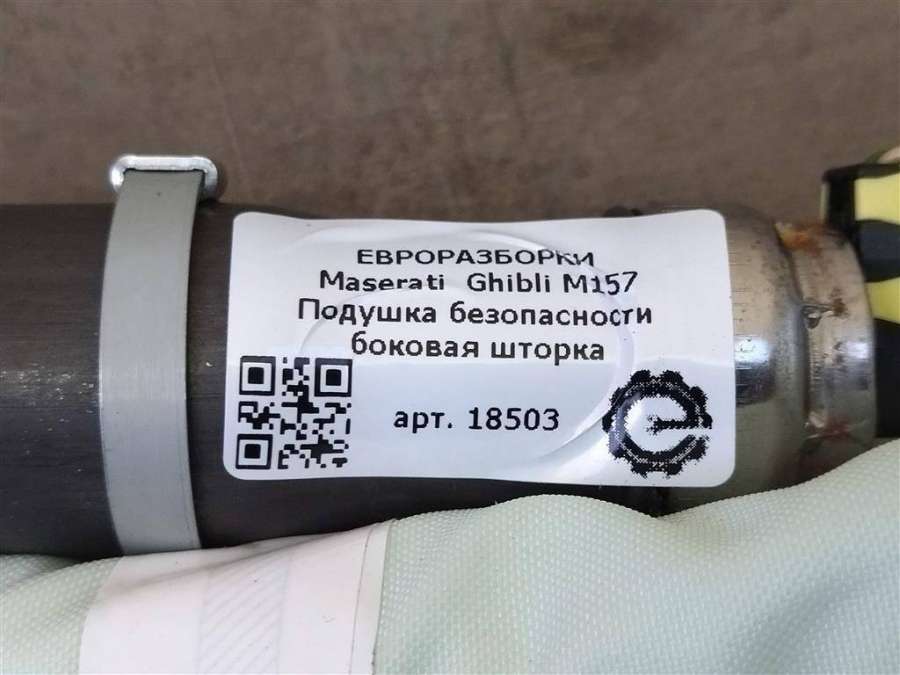 ЕВРОРАЗБОРКИ
Maserati Ghibli M157
Подушка безопасности
боковая шторка
арт. 18503